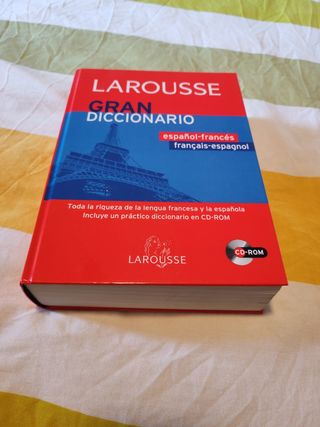 LAROUSSE
GRAN
DICCIONARIO
español-francés
français-espagnol
Toda la riqueza de la lengua francesa y la española
Incluye un práctico diccionario en CD-ROM
LAROUSSE
CD-ROM